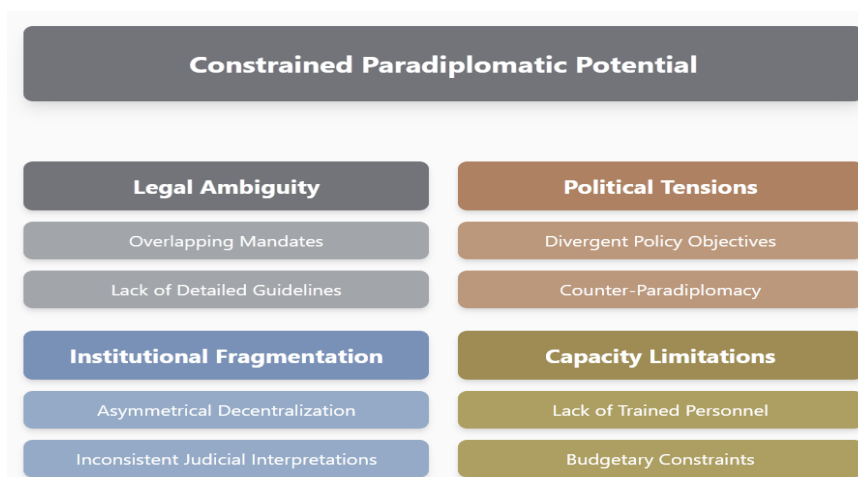 Constrained Paradiplomatic Potential
Legal Ambiguity
Overlapping Mandates
Lack of Detailed Guidelines
Political Tensions
Divergent Policy Objectives
Counter-Paradiplomacy
Institutional Fragmentation
Asymmetrical Decentralization
Inconsistent Judicial Interpretations
Capacity Limitations
Lack of Trained Personnel
Budgetary Constraints